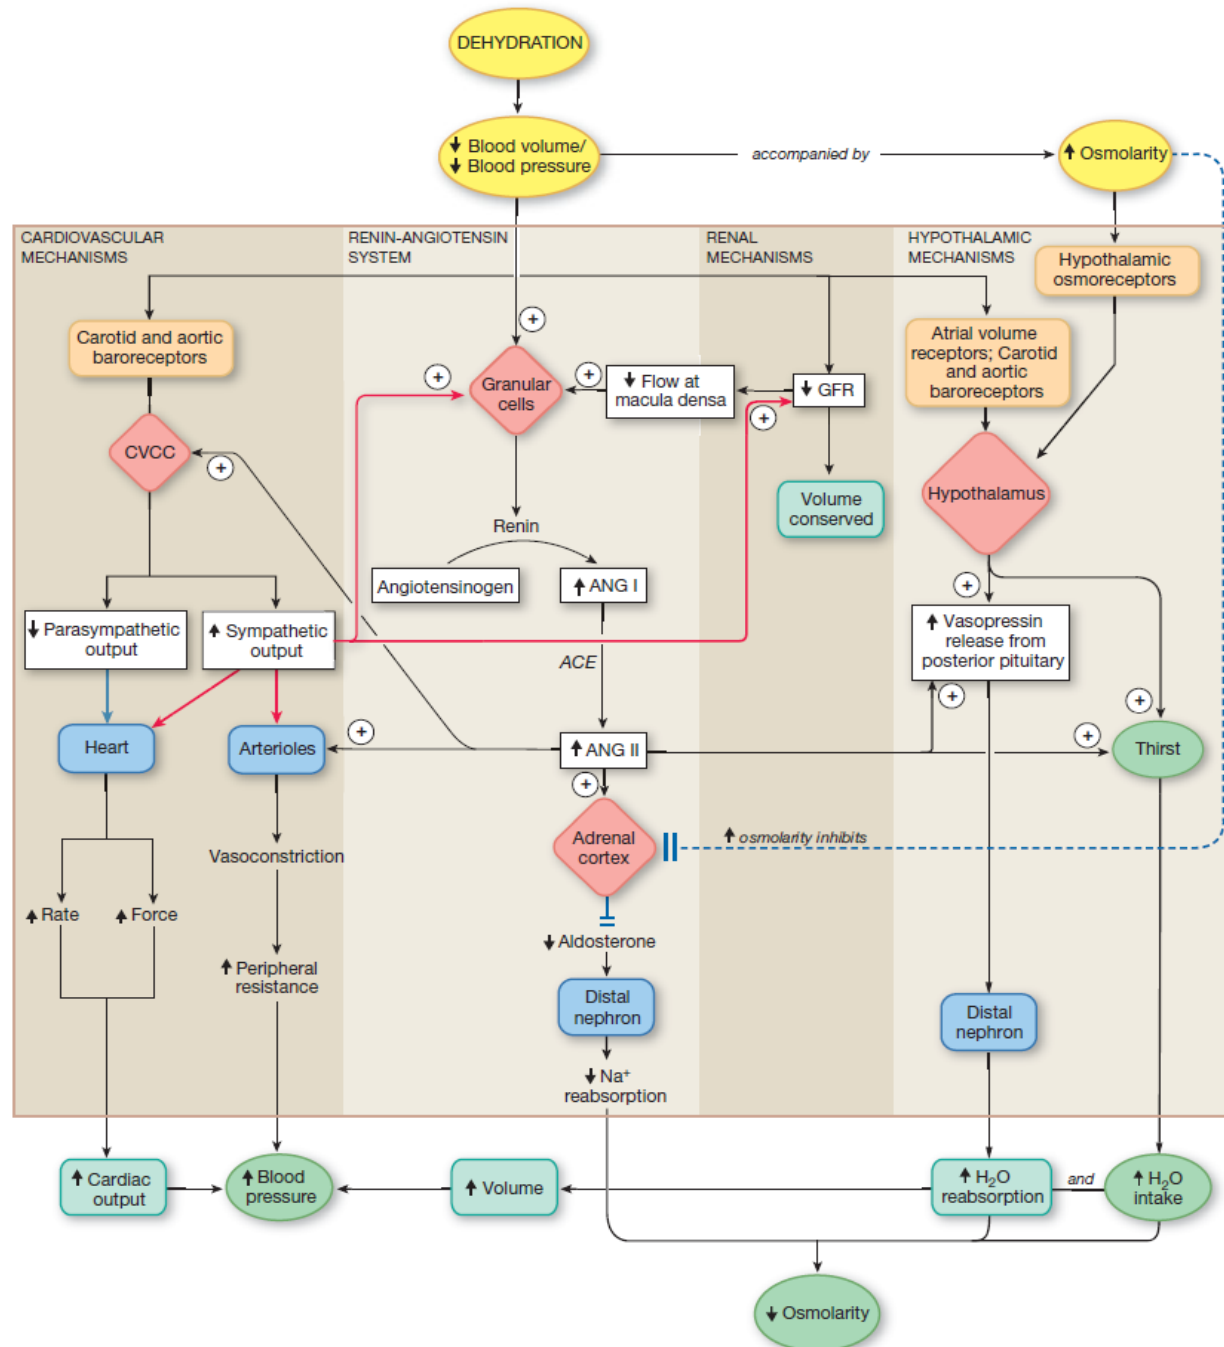 DEHYDRATION
↓ Blood volume/
↓ Blood pressure
accompanied by
↑ Osmolarity
CARDIOVASCULAR
MECHANISMS
RENIN-ANGIOTENSIN
SYSTEM
RENAL
MECHANISMS
HYPOTHALAMIC
MECHANISMS
Hypothalamic
osmoreceptors
Carotid and aortic
baroreceptors
+
Atrial volume
receptors; Carotid
and aortic
baroreceptors
+
Granular
cells
+
↓ Flow at
macula densa
↓ GFR
+
CVCC
+
Hypothalamus
Volume
conserved
Renin
Angiotensinogen
↑ ANG I
+
↓ Parasympathetic
output
↑ Sympathetic
output
ACE
↑ Vasopressin
release from
posterior pituitary
+
+
Heart
Arterioles
+
↑ ANG II
+
Thirst
+
Adrenal
cortex
↑ osmolarity inhibits
Vasoconstriction
↑ Rate
↑ Force
↓ Aldosterone
↑ Peripheral
resistance
Distal
nephron
Distal
nephron
↓ Na⁺
reabsorption
↑ Cardiac
output
↑ Blood
pressure
↑ Volume
↑ H₂O
reabsorption
and
↑ H₂O
intake
↓ Osmolarity